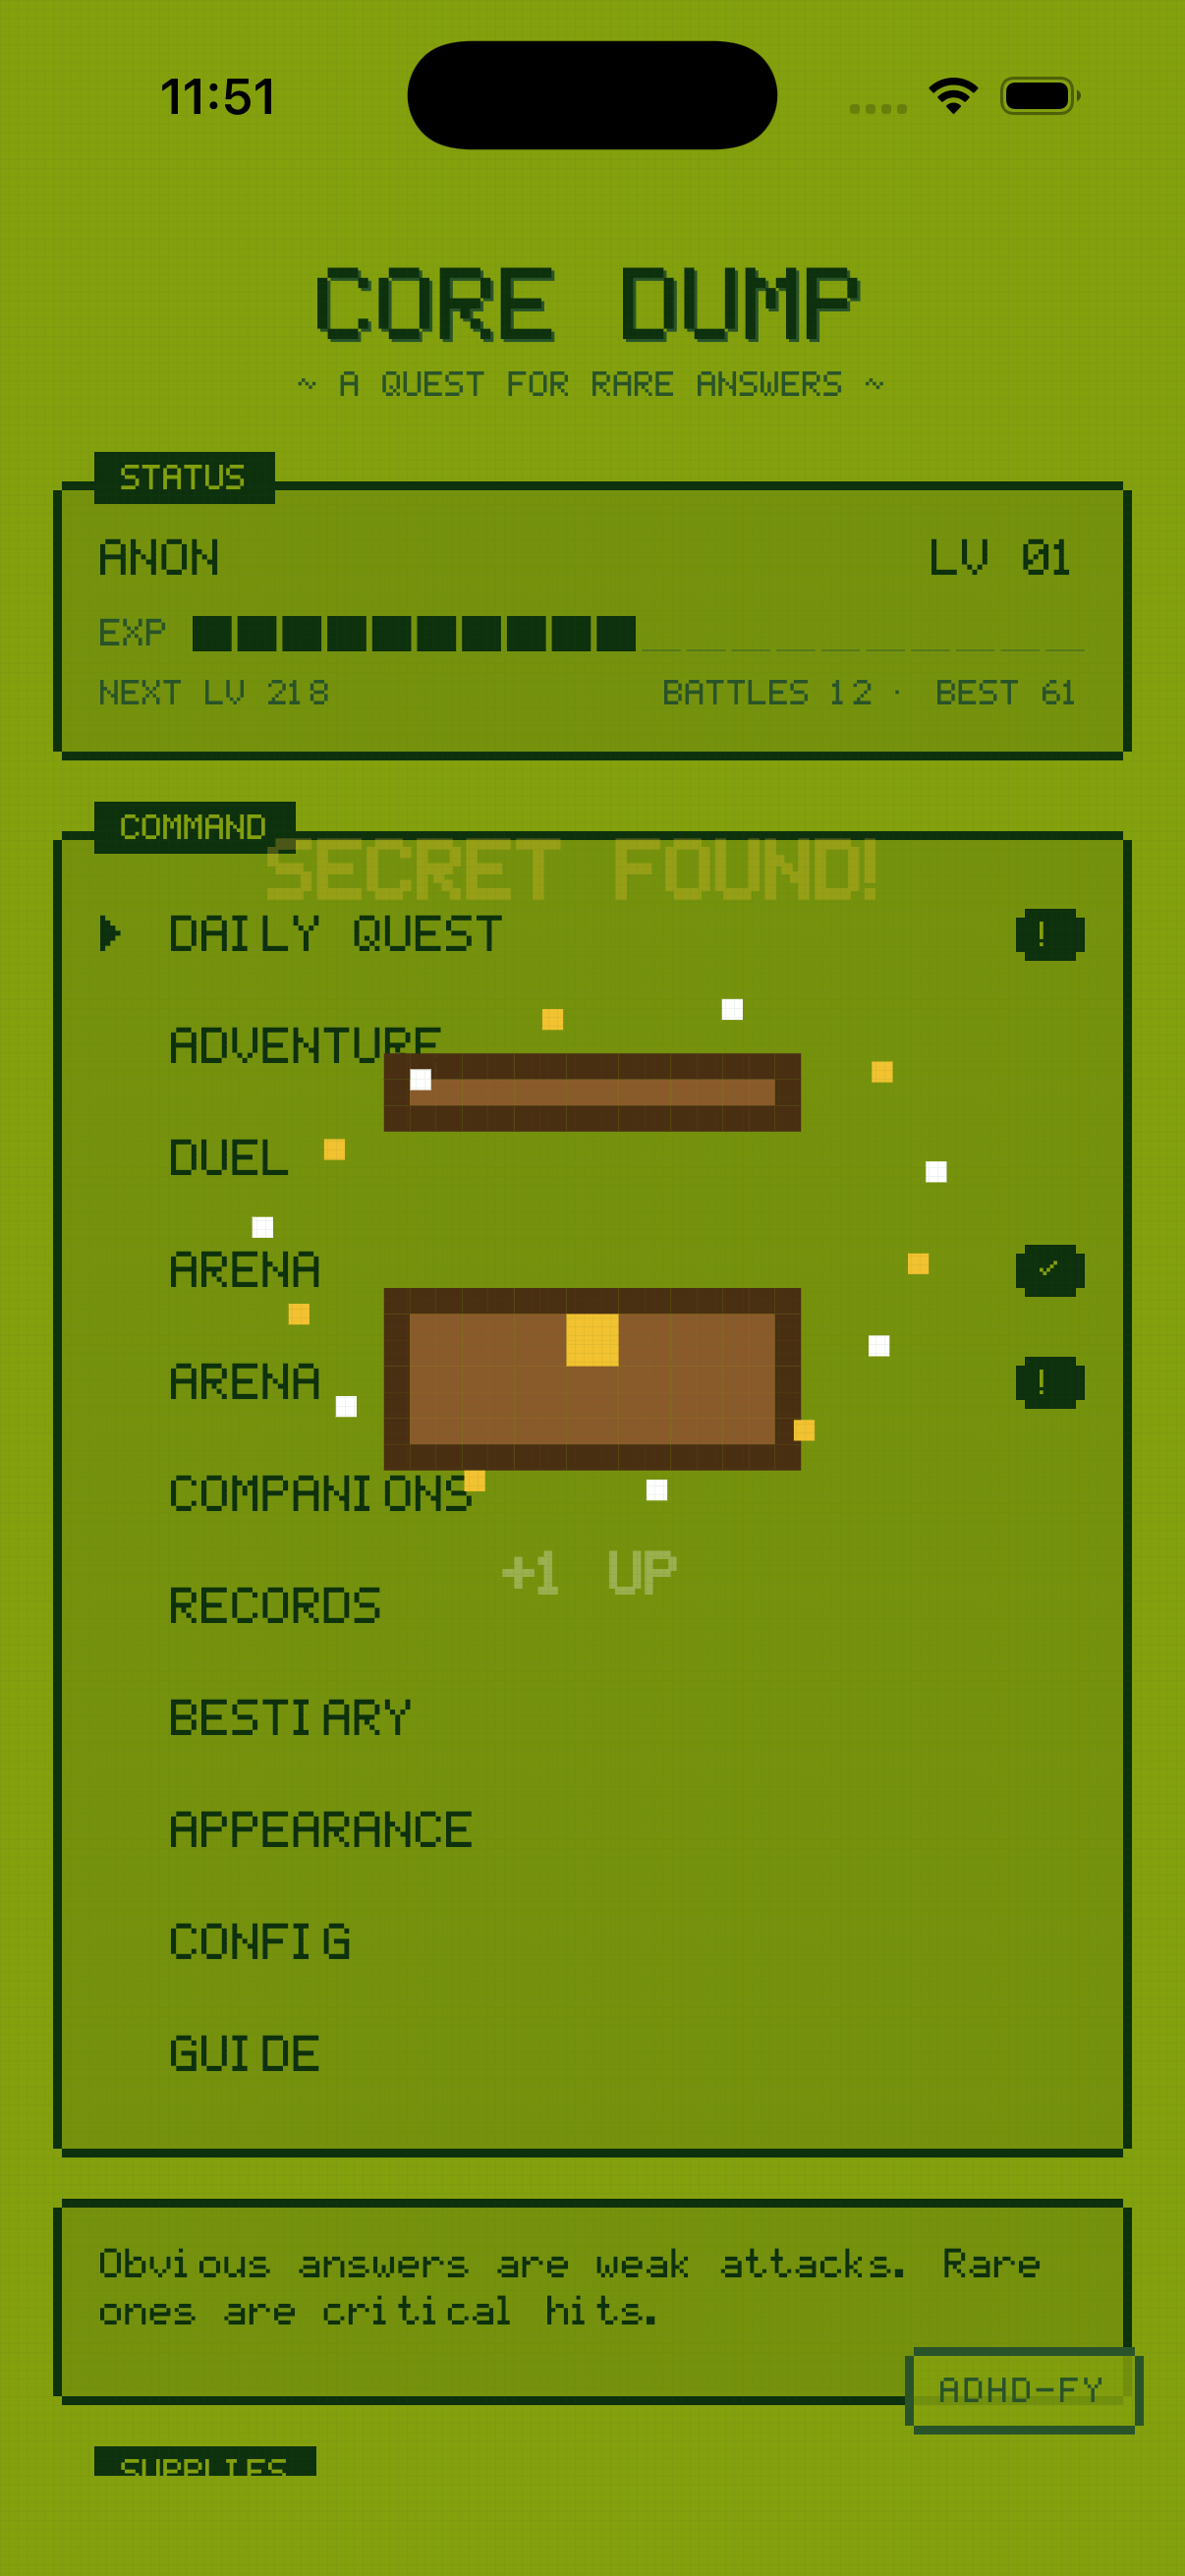 11:51
CORE DUMP
~ A QUEST FOR RARE ANSWERS ~
STATUS
ANON LV 01
EXP
NEXT LV 218 BATTLES 12 · BEST 61
COMMAND
SECRET FOUND!
DAILY QUEST !
ADVENTURE
DUEL
ARENA ✓
ARENA !
COMPANIONS
+1 UP
RECORDS
BESTIARY
APPEARANCE
CONFIG
GUIDE
Obvious answers are weak attacks. Rare
ones are critical hits.
ADHD-FY
SUPPLIES